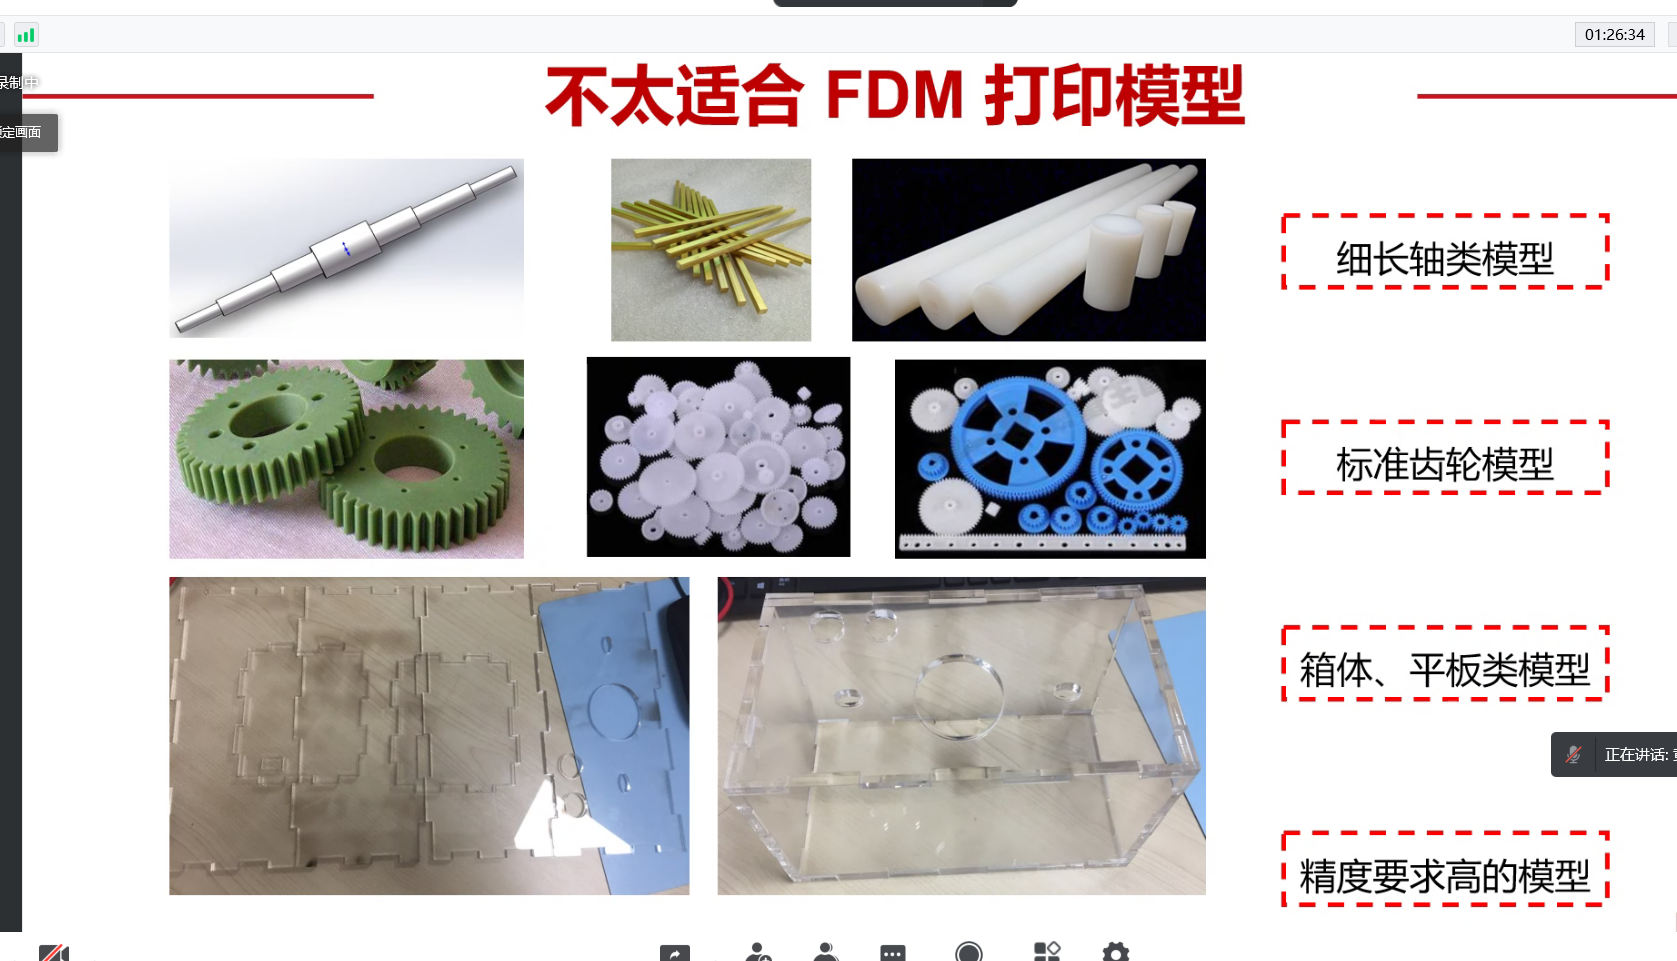 01:26:34
录制中
定画面
不太适合 FDM 打印模型
细长轴类模型
标准齿轮模型
箱体、平板类模型
精度要求高的模型
正在讲话: